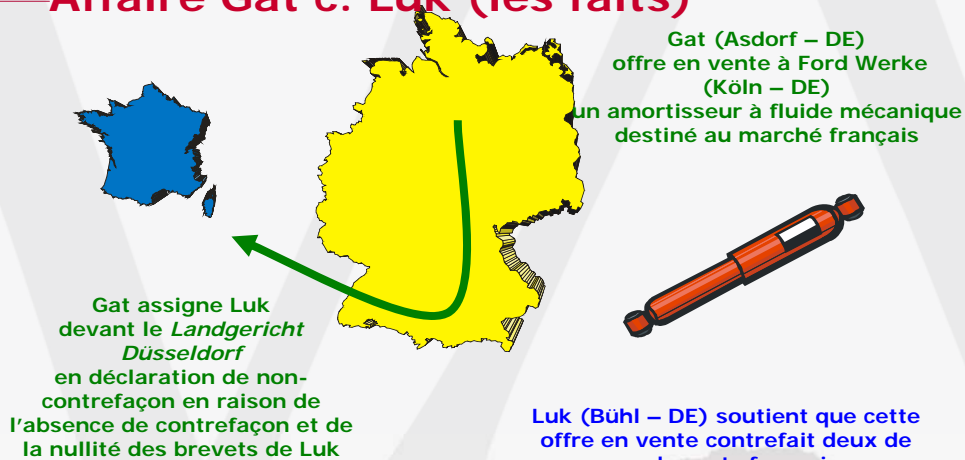 Affaire Gat c. Luk (les faits)
Gat (Asdorf – DE)
offre en vente à Ford Werke
(Köln – DE)
un amortisseur à fluide mécanique
destiné au marché français
Gat assigne Luk
devant le Landgericht
Düsseldorf
en déclaration de non-
contrefaçon en raison de
l'absence de contrefaçon et de
la nullité des brevets de Luk
Luk (Bühl – DE) soutient que cette
offre en vente contrefait deux de